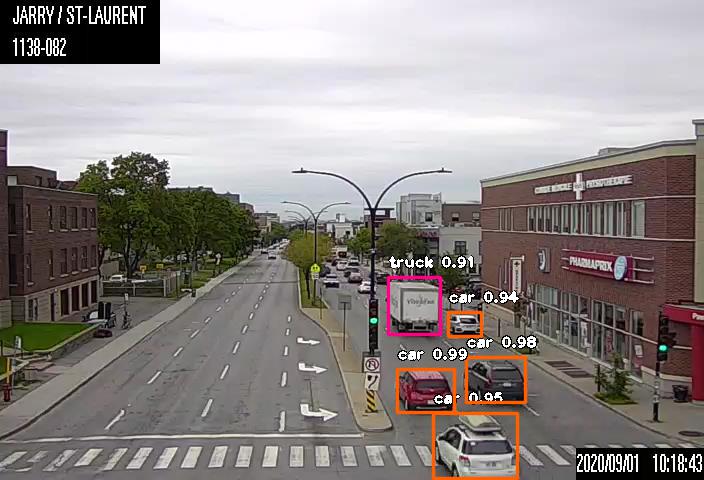 JARRY / ST-LAURENT
1138-082
truck 0.91
car 0.94
car 0.98
car 0.99
car 0.95
PHARMAPRIX
2020/09/01 10:18:43